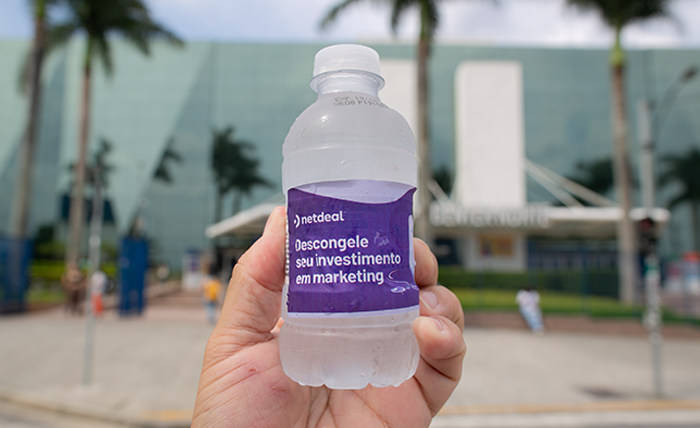 netdeal
Descongele
seu investimento
em marketing